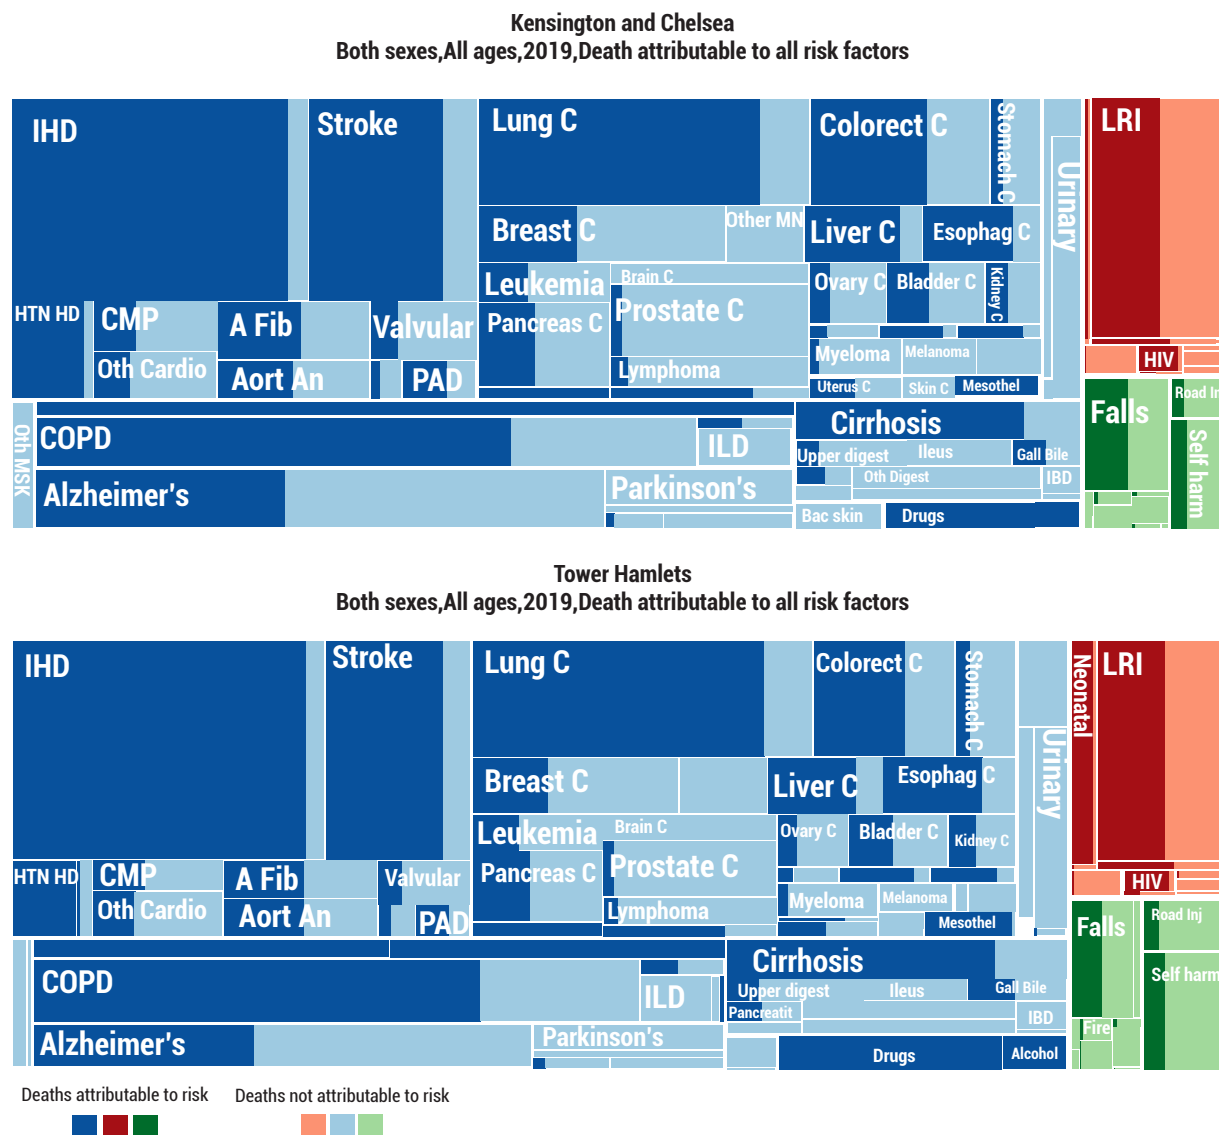 Kensington and Chelsea
Both sexes,All ages,2019,Death attributable to all risk factors
IHD
Stroke
Lung C
Colorect C
Stomach C
Urinary
LRI
Breast C
Other MN
Liver C
Esophag C
Leukemia
Brain C
Ovary C
Bladder C
Kidney C
HTN HD
CMP
A Fib
Valvular
Pancreas C
Prostate C
Oth Cardio
Aort An
PAD
Lymphoma
Myeloma
Melanoma
Uterus C
Skin C
Mesothel
HIV
Oth MSK
COPD
ILD
Cirrhosis
Upper digest
Ileus
Gall Bile
Falls
Road In
Self harm
Alzheimer's
Parkinson's
Oth Digest
IBD
Bac skin
Drugs
Tower Hamlets
Both sexes,All ages,2019,Death attributable to all risk factors
IHD
Stroke
Lung C
Colorect C
Stomach C
Urinary
Neonatal
LRI
Breast C
Liver C
Esophag C
Leukemia
Brain C
Ovary C
Bladder C
Kidney C
HTN HD
CMP
A Fib
Valvular
Pancreas C
Prostate C
Oth Cardio
Aort An
PAD
Lymphoma
Myeloma
Melanoma
Mesothel
HIV
COPD
ILD
Cirrhosis
Upper digest
Ileus
Gall Bile
Falls
Road Inj
Self harm
Alzheimer's
Parkinson's
Pancreatit
IBD
Fire
Drugs
Alcohol
Deaths attributable to risk
Deaths not attributable to risk